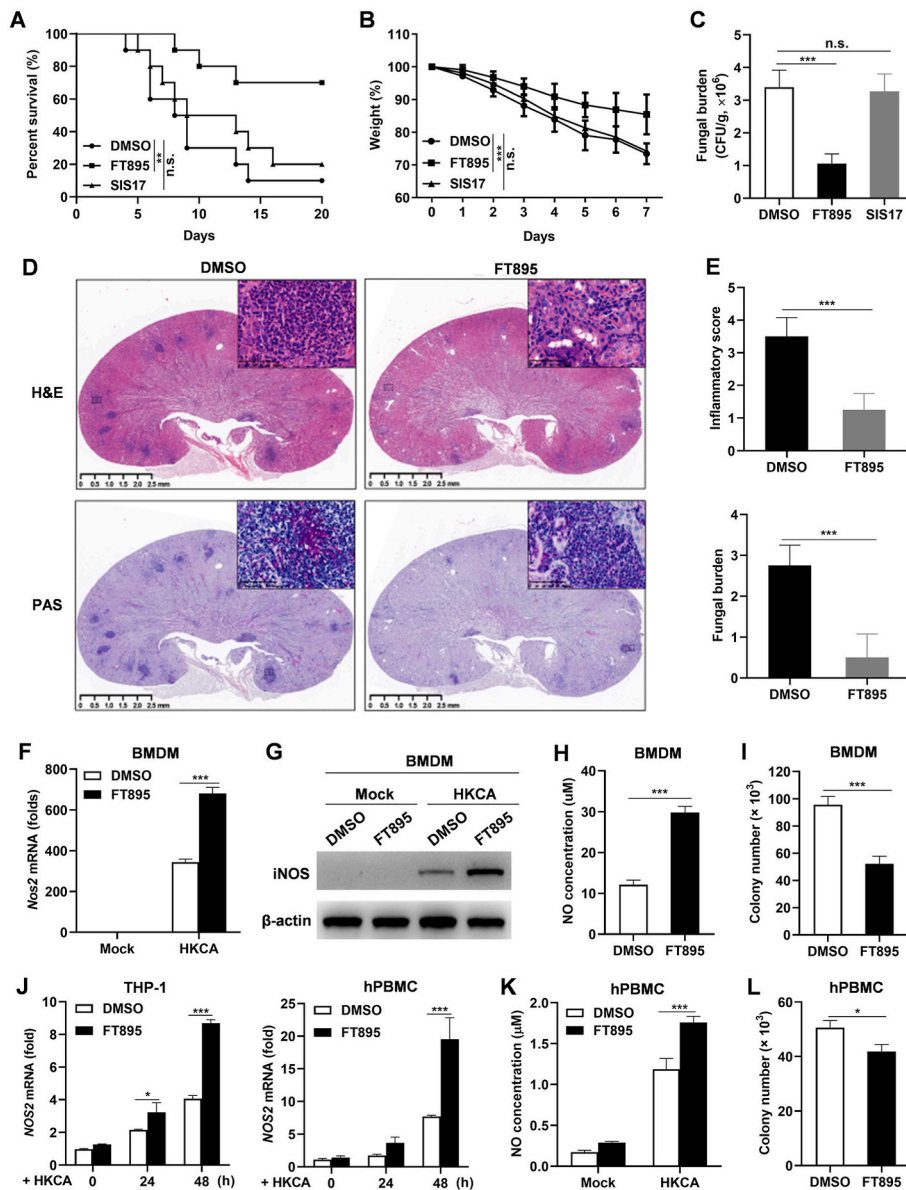 A
Percent survival (%)
100
80
60
40
20
0
DMSO
FT895
SIS17
**
n.s.
0 5 10 15 20
Days
B
Weight (%)
110
100
90
80
70
60
DMSO
FT895
SIS17
***
n.s.
0 1 2 3 4 5 6 7
Days
C
Fungal burden
(CFU/g, ×10⁶)
5
4
3
2
1
0
n.s.
***
DMSO FT895 SIS17
D
DMSO FT895
H&E
0 0.5 1.0 1.5 2.0 2.5 mm
0 0.5 1.0 1.5 2.0 2.5 mm
PAS
0 0.5 1.0 1.5 2.0 2.5 mm
0 0.5 1.0 1.5 2.0 2.5 mm
E
Inflammatory score
5
4
3
2
1
0
***
DMSO FT895
Fungal burden
4
3
2
1
0
***
DMSO FT895
F
BMDM
Nos2 mRNA (folds)
800
600
400
200
0
DMSO
FT895
***
Mock HKCA
G
BMDM
Mock HKCA
DMSO FT895 DMSO FT895
iNOS
β-actin
H
BMDM
NO concentration (uM)
40
30
20
10
0
***
DMSO FT895
I
BMDM
Colony number (× 10³)
120
100
80
60
40
20
0
***
DMSO FT895
J
THP-1
NOS2 mRNA (fold)
10
8
6
4
2
0
DMSO
FT895
*
***
+ HKCA 0 24 48 (h)
hPBMC
NOS2 mRNA (fold)
25
20
15
10
5
0
DMSO
FT895
***
+ HKCA 0 24 48 (h)
K
hPBMC
NO concentration (μM)
2.0
1.5
1.0
0.5
0.0
DMSO
FT895
***
Mock HKCA
L
hPBMC
Colony number (× 10³)
60
40
20
0
*
DMSO FT895